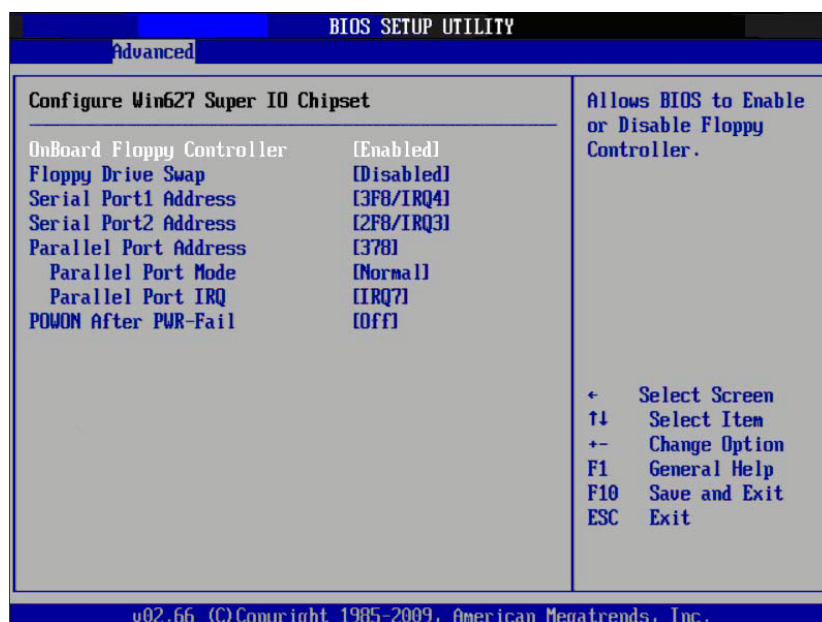 BIOS SETUP UTILITY
Advanced
Configure Win627 Super IO Chipset
OnBoard Floppy Controller [Enabled]
Floppy Drive Swap [Disabled]
Serial Port1 Address [3F8/IRQ4]
Serial Port2 Address [2F8/IRQ3]
Parallel Port Address [378]
Parallel Port Mode [Normal]
Parallel Port IRQ [IRQ7]
POWON After PWR-Fail [Off]
Allows BIOS to Enable
or Disable Floppy
Controller.
← Select Screen
↑↓ Select Item
+- Change Option
F1 General Help
F10 Save and Exit
ESC Exit
v02.66 (C)Copyright 1985-2009, American Megatrends, Inc.